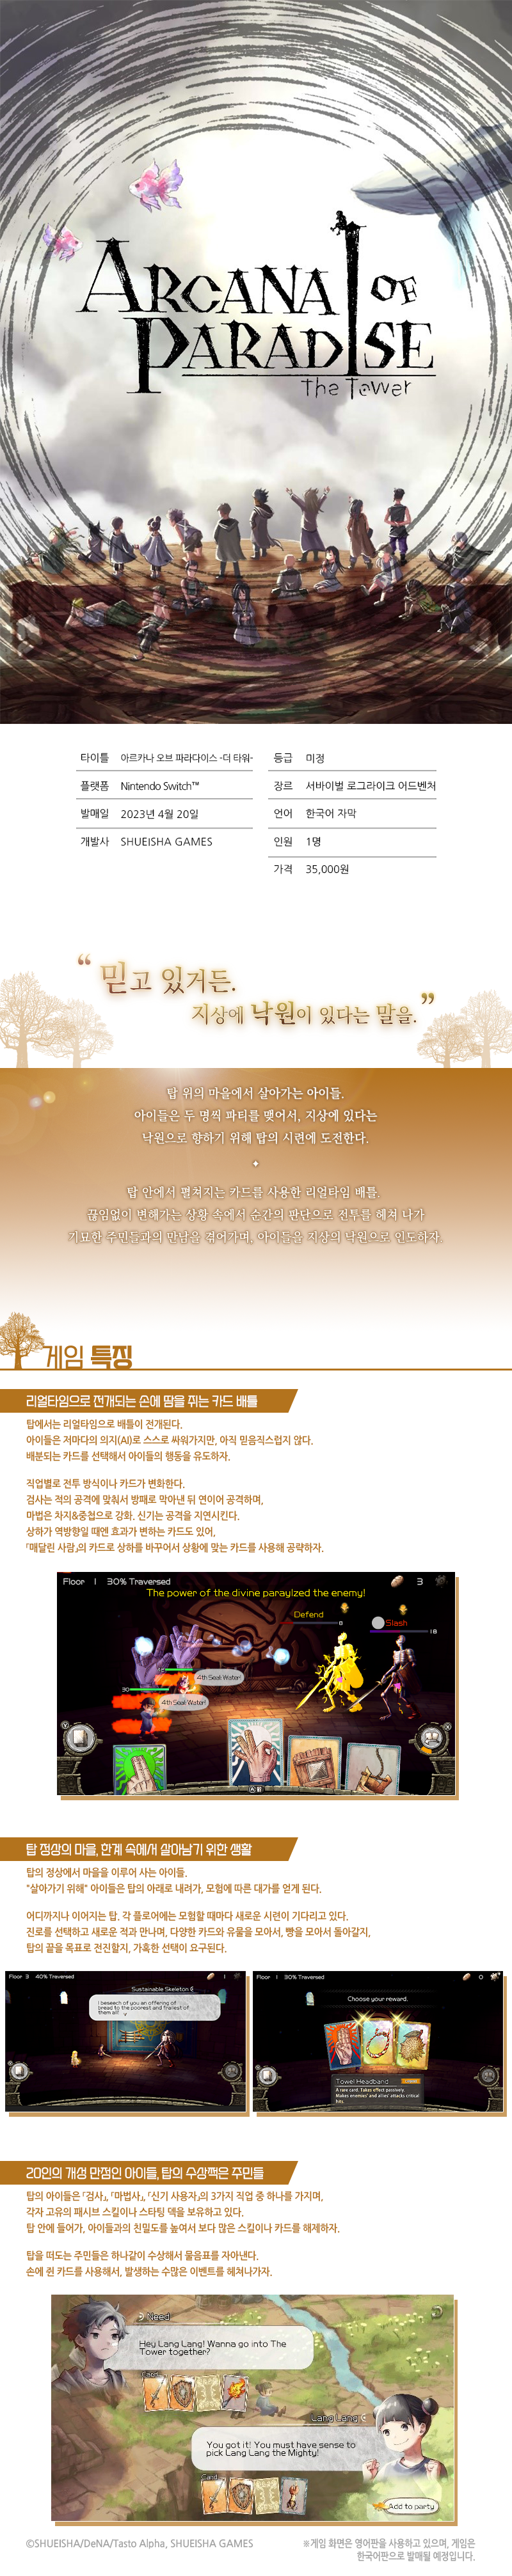 ARCANA OF
PARADISE
The Tower
타이틀 아르카나 오브 파라다이스 -더 타워-
플랫폼 Nintendo Switch™
발매일 2023년 4월 20일
개발사 SHUEISHA GAMES
등급 미정
장르 서바이벌 로그라이크 어드벤처
언어 한국어 자막
인원 1명
가격 35,000원
“ 믿고 있거든.
지상에 낙원이 있다는 말을. ”
탑 위의 마을에서 살아가는 아이들.
아이들은 두 명씩 파티를 맺어서, 지상에 있다는
낙원으로 향하기 위해 탑의 시련에 도전한다.
탑 안에서 펼쳐지는 카드를 사용한 리얼타임 배틀.
끊임없이 변해가는 상황 속에서 순간의 판단으로 전투를 헤쳐 나가
기묘한 주민들과의 만남을 겪어가며, 아이들을 지상의 낙원으로 인도하자.
게임 특징
리얼타임으로 전개되는 손에 땀을 쥐는 카드 배틀
탑에서는 리얼타임으로 배틀이 전개된다.
아이들은 저마다의 의지(AI)로 스스로 싸워가지만, 아직 믿음직스럽지 않다.
배분되는 카드를 선택해서 아이들의 행동을 유도하자.
직업별로 전투 방식이나 카드가 변화한다.
검사는 적의 공격에 맞춰서 방패로 막아낸 뒤 연이어 공격하며,
마법은 차지&중첩으로 강화. 신기는 공격을 지연시킨다.
상하가 역방향일 때엔 효과가 변하는 카드도 있어,
「매달린 사람」의 카드로 상하를 바꾸어서 상황에 맞는 카드를 사용해 공략하자.
Floor 1 30% Traversed 3
The power of the divine paraylzed the enemy!
Defend
8
Slash
18
4th Seal: Water!
30
4th Seal: Water!
탑 정상의 마을, 한계 속에서 살아남기 위한 생활
탑의 정상에서 마을을 이루어 사는 아이들.
"살아가기 위해" 아이들은 탑의 아래로 내려가, 모험에 따른 대가를 얻게 된다.
어디까지나 이어지는 탑. 각 플로어에는 모험할 때마다 새로운 시련이 기다리고 있다.
진로를 선택하고 새로운 적과 만나며, 다양한 카드와 유물을 모아서, 빵을 모아서 돌아갈지,
탑의 끝을 목표로 전진할지, 가혹한 선택이 요구된다.
Floor 3 40% Traversed 1
Sustainable Skeleton
I beseech of you an offering of
bread to the poorest and frailest of
them all!
Floor 1 30% Traversed 0
Choose your reward.
Towel Headband
A rare card. Takes effect passively.
Makes enemies' and allies' attacks critical
hits.
20인의 개성 만점인 아이들, 탑의 수상쩍은 주민들
탑의 아이들은 「검사」, 「마법사」, 「신기 사용자」의 3가지 직업 중 하나를 가지며,
각자 고유의 패시브 스킬이나 스타팅 덱을 보유하고 있다.
탑 안에 들어가, 아이들과의 친밀도를 높여서 보다 많은 스킬이나 카드를 해제하자.
탑을 떠도는 주민들은 하나같이 수상해서 물음표를 자아낸다.
손에 쥔 카드를 사용해서, 발생하는 수많은 이벤트를 헤쳐나가자.
Need
Hey Lang Lang! Wanna go into The
Tower together?
Card
Lang Lang
You got it! You must have sense to
pick Lang Lang the Mighty!
Card
Add to party
©SHUEISHA/DeNA/Tasto Alpha, SHUEISHA GAMES
※게임 화면은 영어판을 사용하고 있으며, 게임은
한국어판으로 발매될 예정입니다.